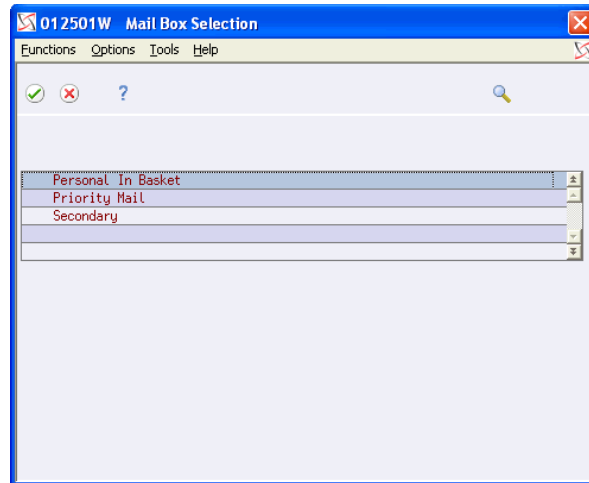 012501W Mail Box Selection
Functions Options Tools Help
?
Personal In Basket
Priority Mail
Secondary